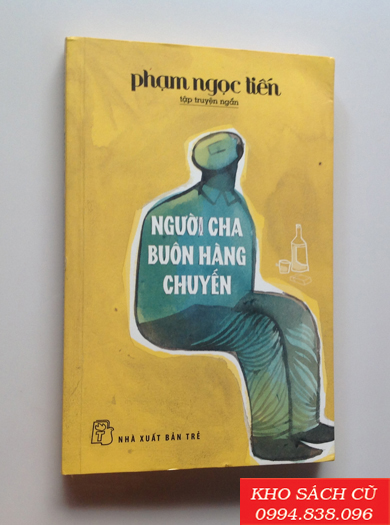 phạm ngọc tiến
tập truyện ngắn
NGƯỜI CHA
BUÔN HÀNG
CHUYẾN
NHÀ XUẤT BẢN TRẺ
KHO SÁCH CŨ
0994.838.096